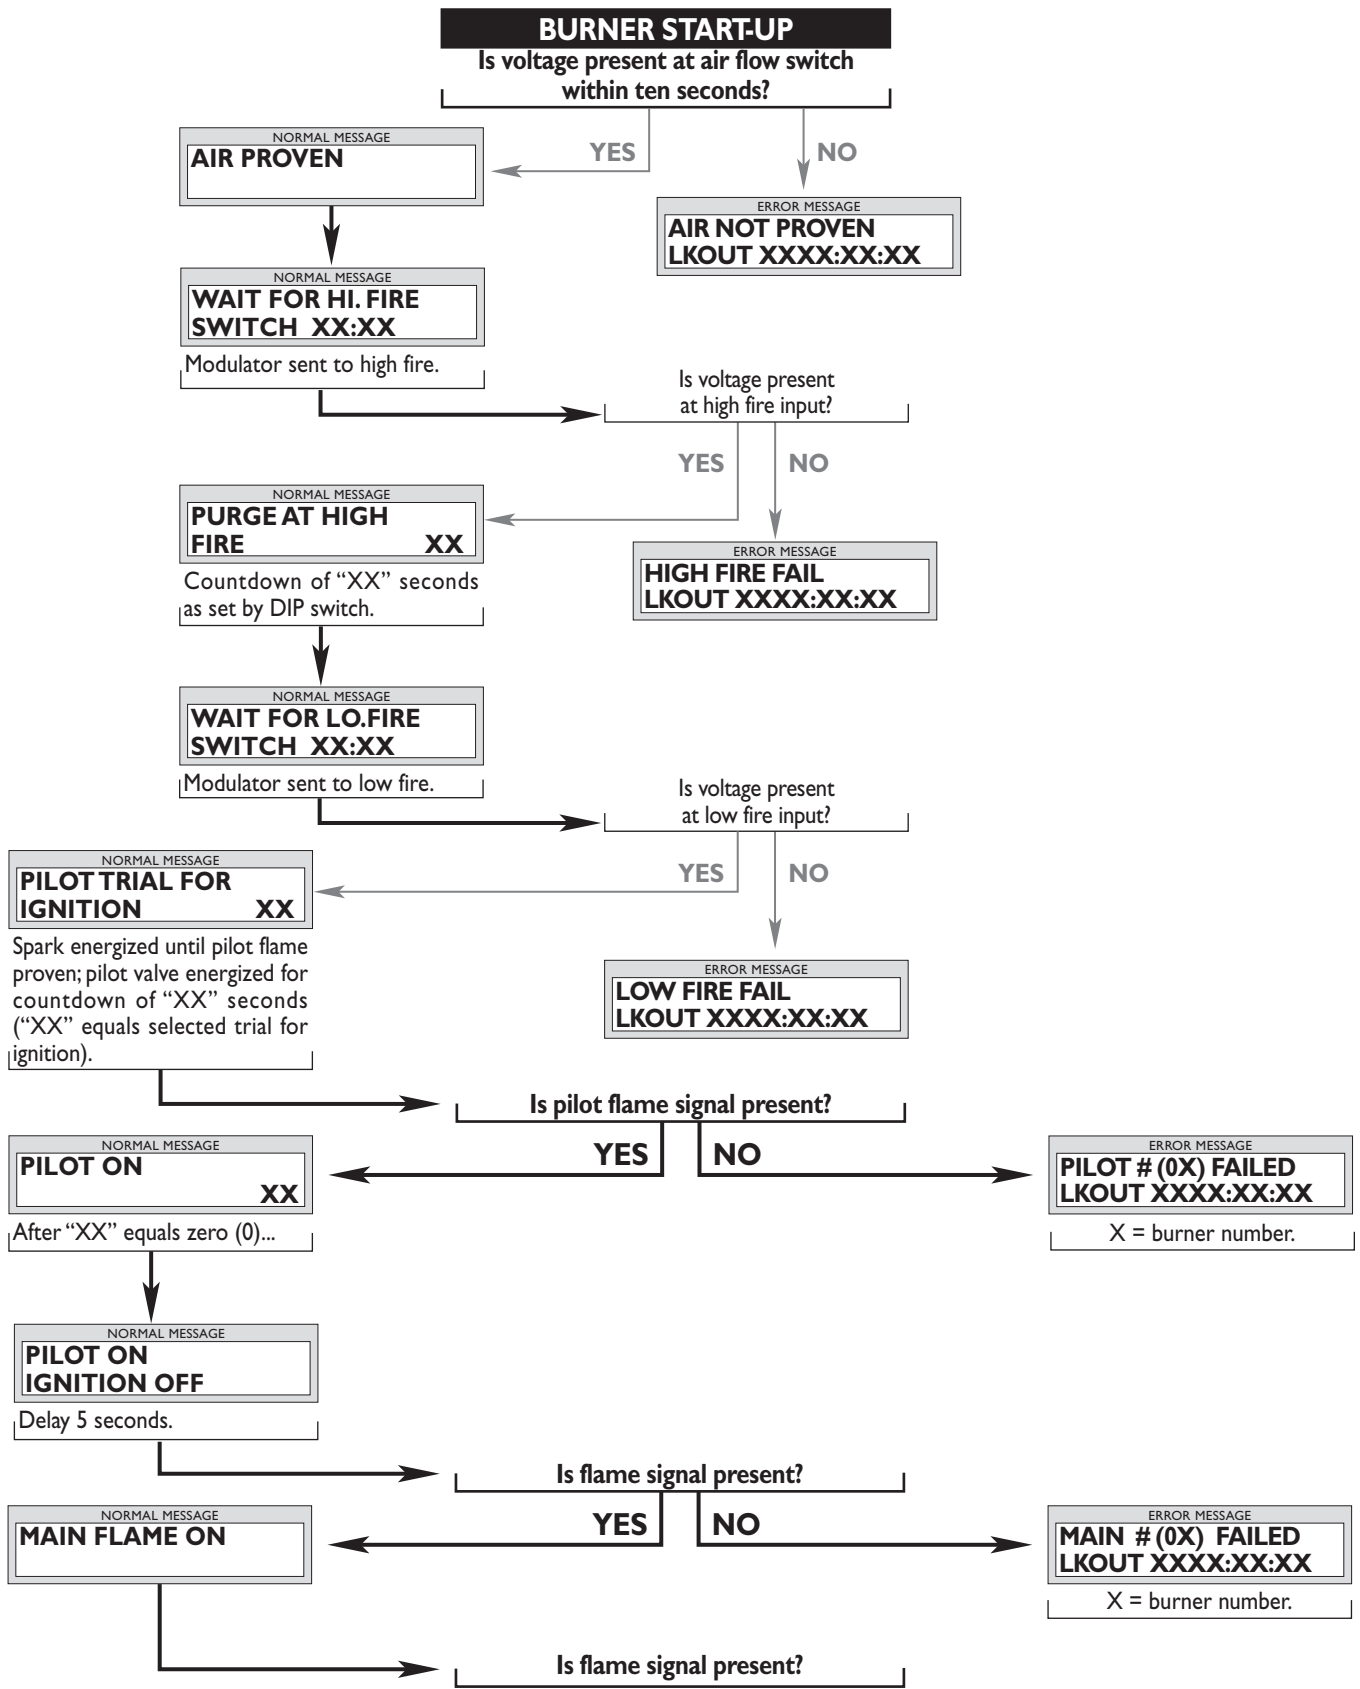 BURNER START-UP
Is voltage present at air flow switch
within ten seconds?
YES
NO
NORMAL MESSAGE
AIR PROVEN
ERROR MESSAGE
AIR NOT PROVEN
LKOUT XXXX:XX:XX
NORMAL MESSAGE
WAIT FOR HI. FIRE
SWITCH XX:XX
Modulator sent to high fire.
Is voltage present
at high fire input?
YES
NO
NORMAL MESSAGE
PURGE AT HIGH
FIRE XX
Countdown of “XX” seconds
as set by DIP switch.
ERROR MESSAGE
HIGH FIRE FAIL
LKOUT XXXX:XX:XX
NORMAL MESSAGE
WAIT FOR LO.FIRE
SWITCH XX:XX
Modulator sent to low fire.
Is voltage present
at low fire input?
YES
NO
NORMAL MESSAGE
PILOT TRIAL FOR
IGNITION XX
Spark energized until pilot flame
proven; pilot valve energized for
countdown of “XX” seconds
(“XX” equals selected trial for
ignition).
ERROR MESSAGE
LOW FIRE FAIL
LKOUT XXXX:XX:XX
Is pilot flame signal present?
YES
NO
NORMAL MESSAGE
PILOT ON
XX
After “XX” equals zero (0)...
ERROR MESSAGE
PILOT # (0X) FAILED
LKOUT XXXX:XX:XX
X = burner number.
NORMAL MESSAGE
PILOT ON
IGNITION OFF
Delay 5 seconds.
Is flame signal present?
YES
NO
NORMAL MESSAGE
MAIN FLAME ON
ERROR MESSAGE
MAIN # (0X) FAILED
LKOUT XXXX:XX:XX
X = burner number.
Is flame signal present?